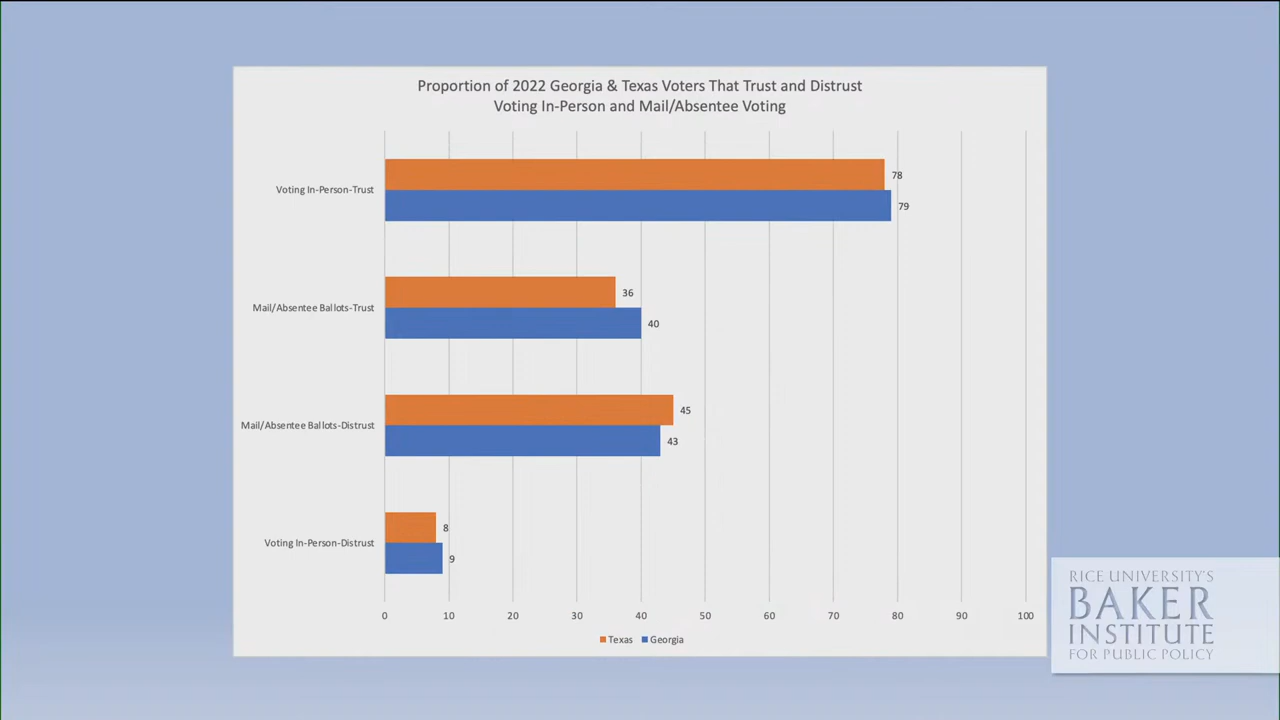 Proportion of 2022 Georgia & Texas Voters That Trust and Distrust
Voting In-Person and Mail/Absentee Voting
Voting In-Person-Trust
78
79
Mail/Absentee Ballots-Trust
36
40
Mail/Absentee Ballots-Distrust
45
43
Voting In-Person-Distrust
8
9
0 10 20 30 40 50 60 70 80 90 100
Texas Georgia
RICE UNIVERSITY'S
BAKER
INSTITUTE
FOR PUBLIC POLICY